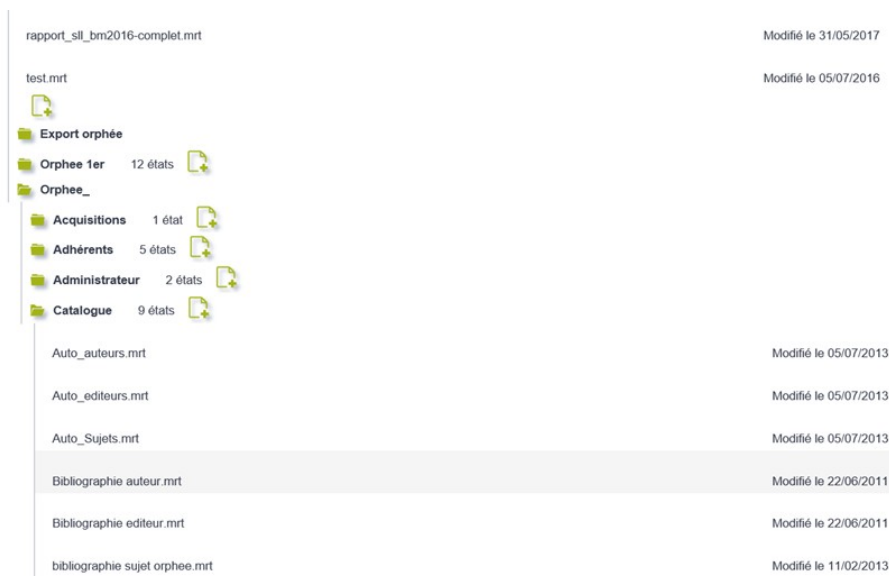 rapport_sll_bm2016-complet.mrt Modifié le 31/05/2017
test.mrt Modifié le 05/07/2016
Export orphée
Orphee 1er 12 états
Orphee_
Acquisitions 1 état
Adhérents 5 états
Administrateur 2 états
Catalogue 9 états
Auto_auteurs.mrt Modifié le 05/07/2013
Auto_editeurs.mrt Modifié le 05/07/2013
Auto_Sujets.mrt Modifié le 05/07/2013
Bibliographie auteur.mrt Modifié le 22/06/2011
Bibliographie editeur.mrt Modifié le 22/06/2011
bibliographie sujet orphee.mrt Modifié le 11/02/2013